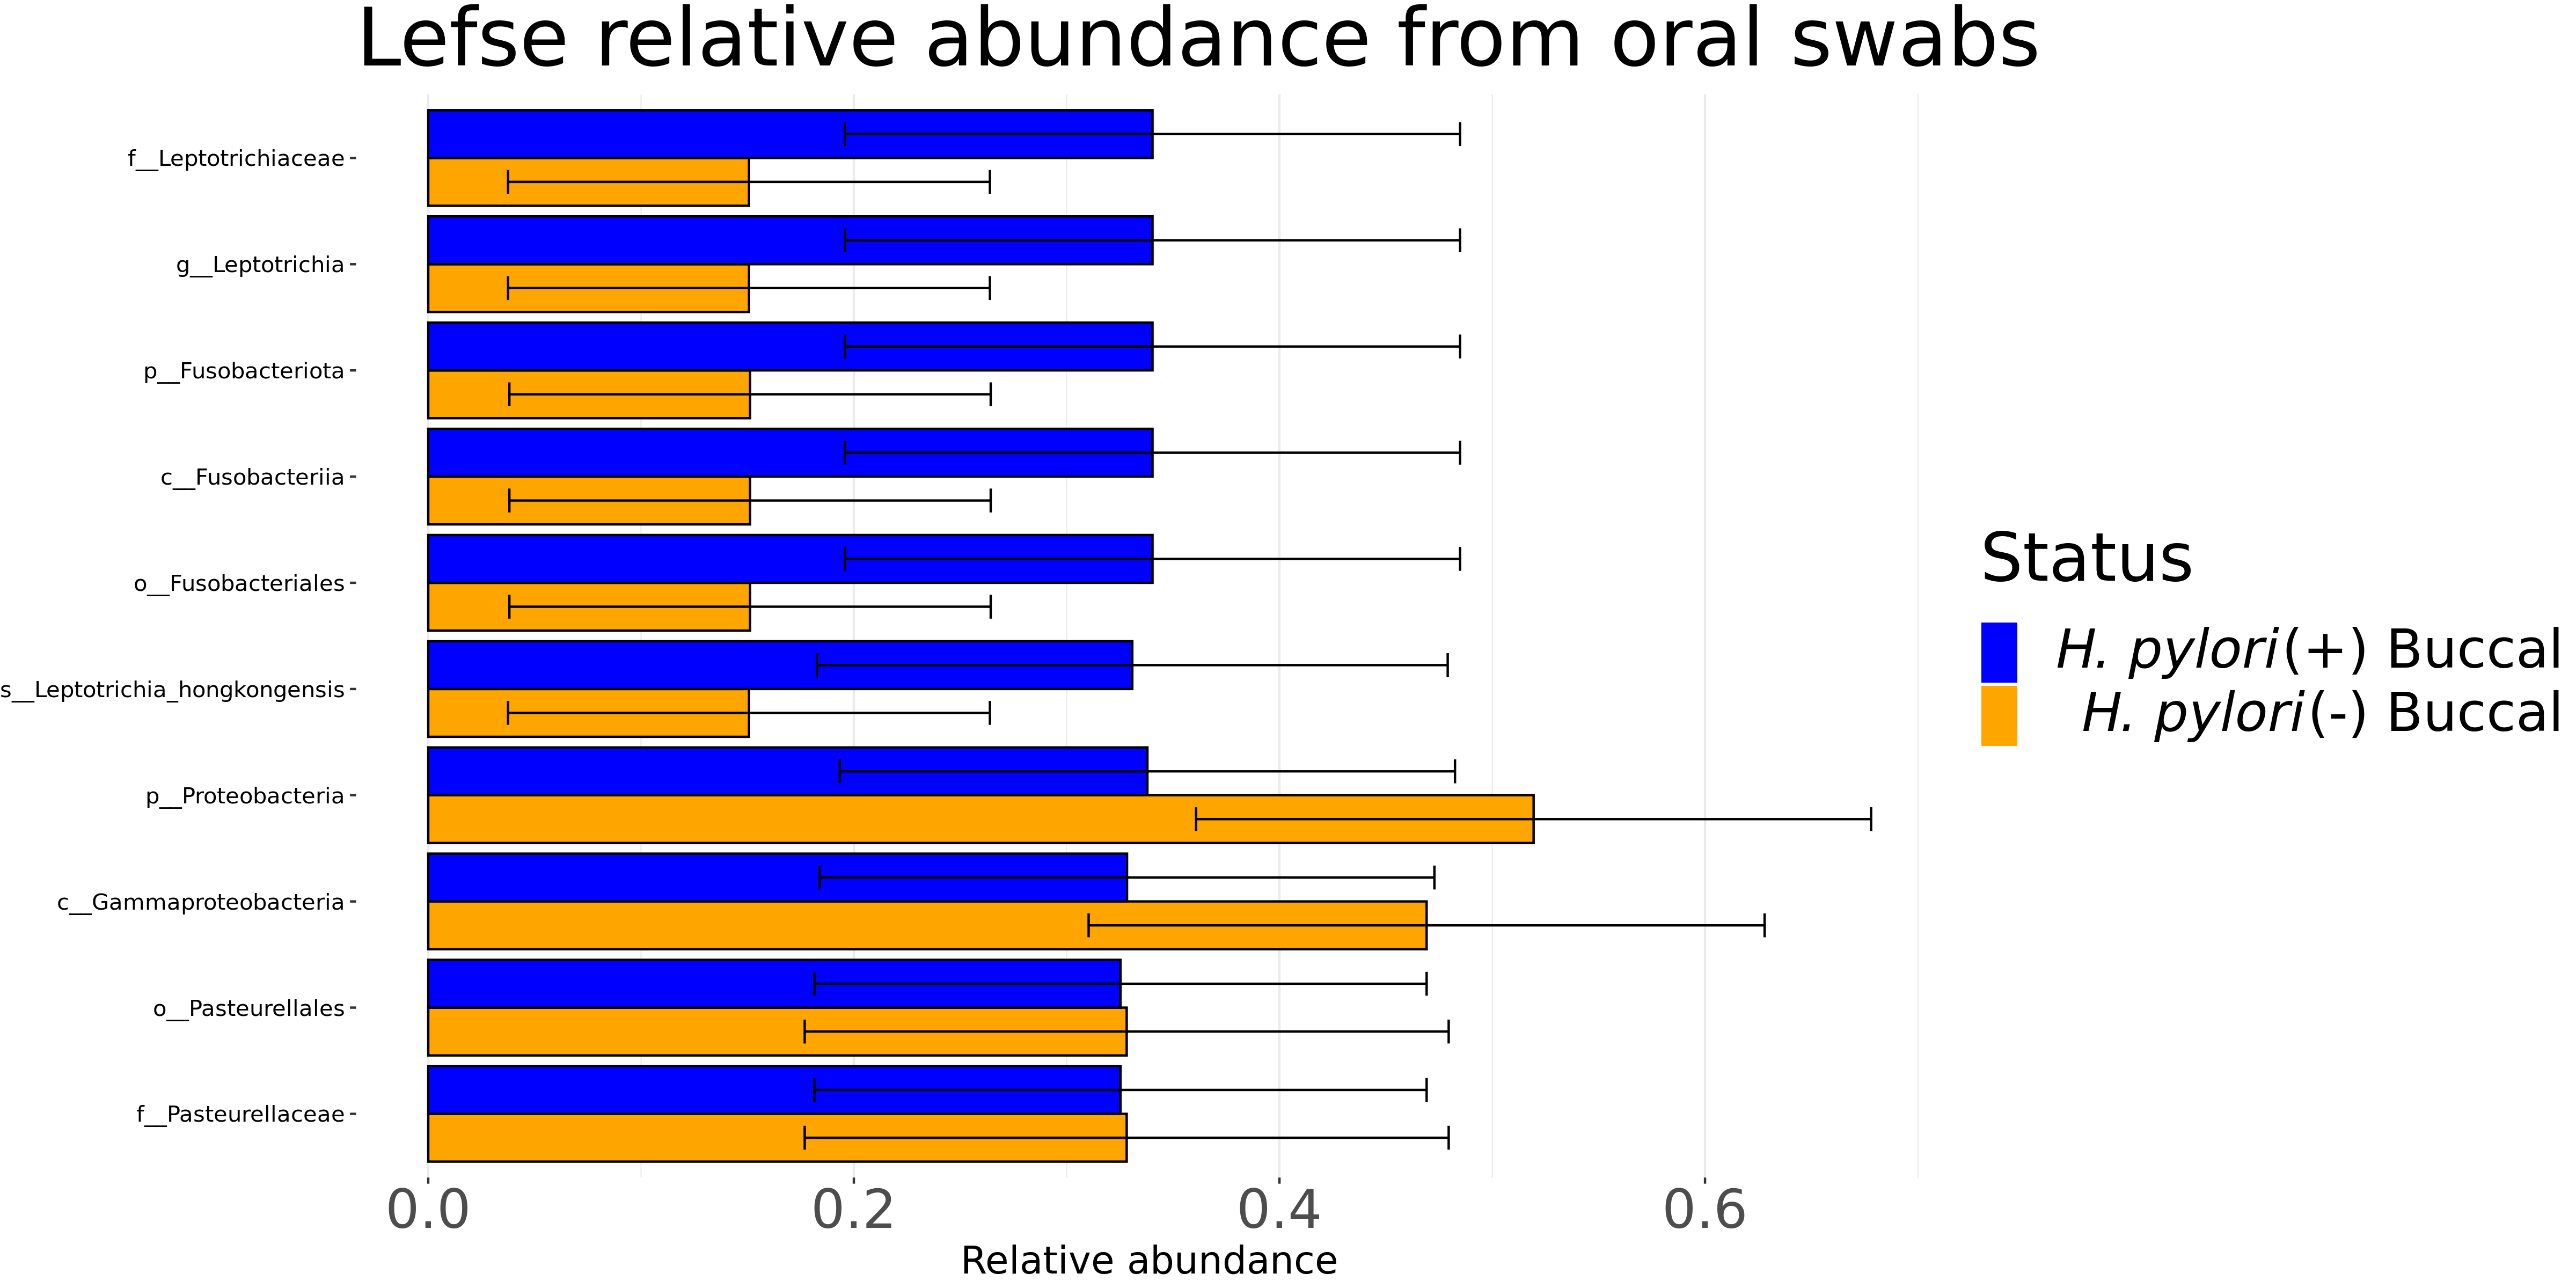 Lefse relative abundance from oral swabs
f__Leptotrichiaceae
g__Leptotrichia
p__Fusobacteriota
c__Fusobacteriia
o__Fusobacteriales
s__Leptotrichia_hongkongensis
p__Proteobacteria
c__Gammaproteobacteria
o__Pasteurellales
f__Pasteurellaceae
0.0 0.2 0.4 0.6
Relative abundance
Status
H. pylori(+) Buccal
H. pylori(-) Buccal